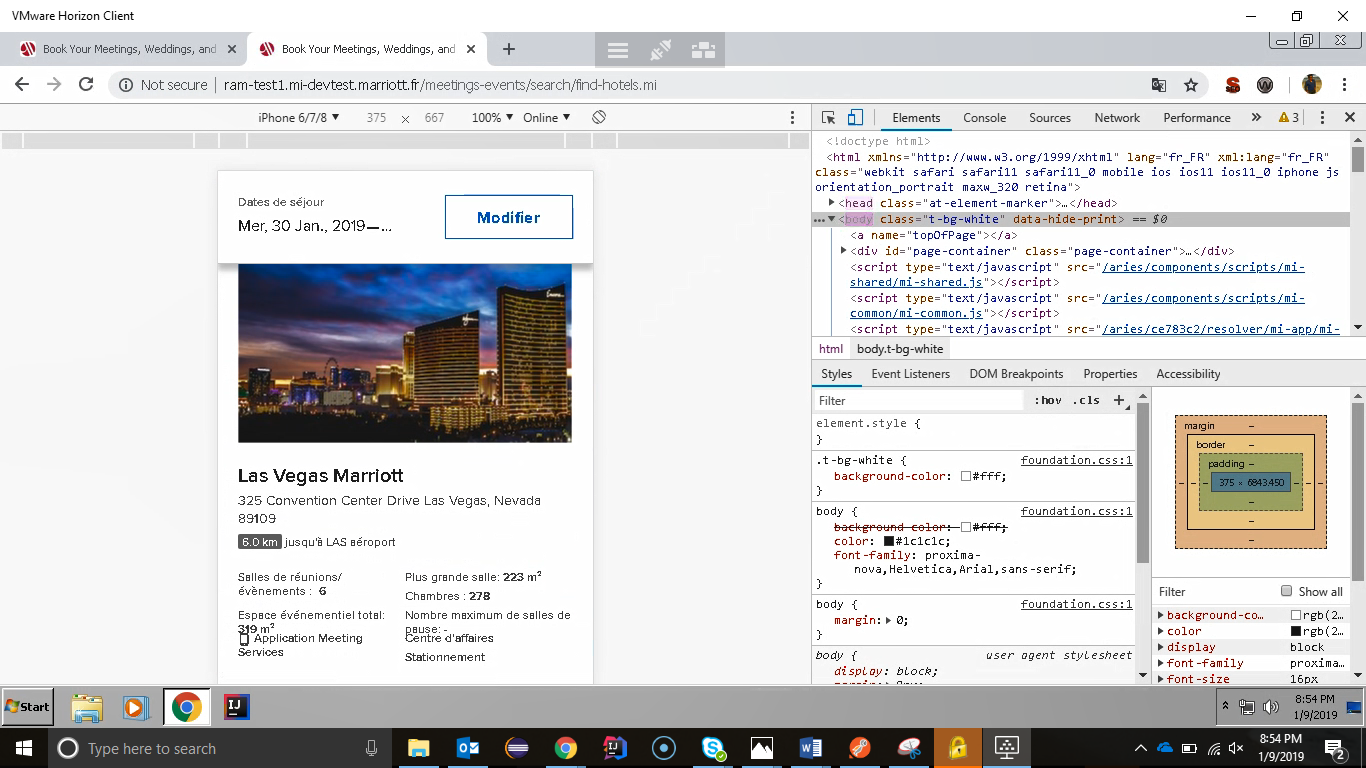 VMware Horizon Client
Book Your Meetings, Weddings, and
Book Your Meetings, Weddings, and
Not secure | ram-test1.mi-devtest.marriott.fr/meetings-events/search/find-hotels.mi
iPhone 6/7/8 ▼ 375 × 667 100% ▼ Online ▼
Elements Console Sources Network Performance » 3
Dates de séjour
Mer, 30 Jan., 2019—...
Modifier
Las Vegas Marriott
325 Convention Center Drive Las Vegas, Nevada
89109
6.0 km jusqu'à LAS aéroport
Salles de réunions/
évènements : 6
Espace événementiel total:
319 m²
Application Meeting
Services
Plus grande salle: 223 m²
Chambres : 278
Nombre maximum de salles de
pause: -
Centre d'affaires
Stationnement
<!doctype html>
<html xmlns="http://www.w3.org/1999/xhtml" lang="fr_FR" xml:lang="fr_FR"
class="webkit safari safari11 safari11_0 mobile ios ios11 ios11_0 iphone js
orientation_portrait maxw_320 retina">
▶<head class="at-element-marker">…</head>
…▼<body class="t-bg-white" data-hide-print> == $0
<a name="topOfPage"></a>
▶<div id="page-container" class="page-container">…</div>
<script type="text/javascript" src="/aries/components/scripts/mi-
shared/mi-shared.js"></script>
<script type="text/javascript" src="/aries/components/scripts/mi-
common/mi-common.js"></script>
<script type="text/javascript" src="/aries/ce783c2/resolver/mi-app/mi-
html body.t-bg-white
Styles Event Listeners DOM Breakpoints Properties Accessibility
Filter :hov .cls +
element.style {
}
.t-bg-white { foundation.css:1
background-color: #fff;
}
body { foundation.css:1
background-color: #fff;
color: #1c1c1c;
font-family: proxima-
nova,Helvetica,Arial,sans-serif;
}
body { foundation.css:1
margin:▶ 0;
}
body { user agent stylesheet
display: block;
margin
–
border
–
padding –
– – – 375 × 6843.450 – – –
–
–
–
Filter Show all
▶ background-co… rgb(2…
▶ color rgb(2…
▶ display block
▶ font-family proxima…
▶ font-size 16px
Start
8:54 PM
1/9/2019
Type here to search
8:54 PM
1/9/2019
2